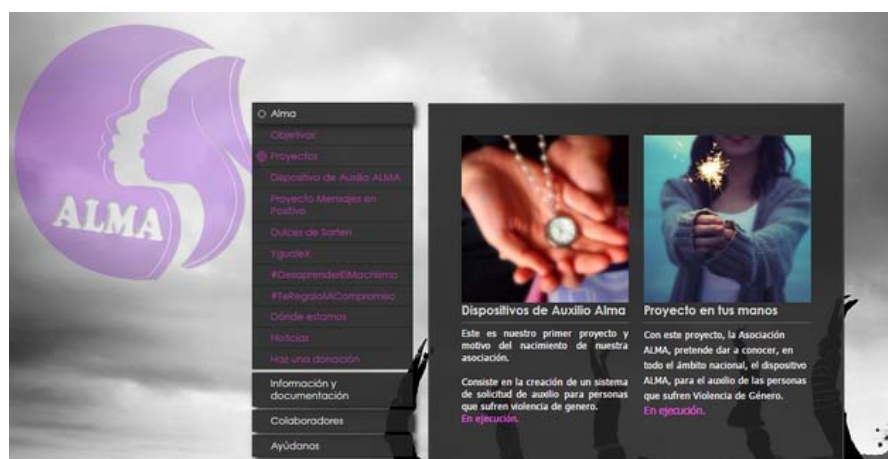 ALMA
Alma
Objetivos
Proyectos
Dispositivo de Auxilio ALMA
Proyecto Mensajes en
Positivo
Dulces de Sarten
YgualeX
#DesaprenderElMachismo
#TeRegaloMiCompromiso
Dónde estamos
Noticias
Haz una donación
Información y
documentación
Colaboradores
Ayúdanos
Dispositivos de Auxilio Alma
Este es nuestro primer proyecto y
motivo del nacimiento de nuestra
asociación.
Consiste en la creación de un sistema
de solicitud de auxilio para personas
que sufren violencia de genero.
En ejecución.
Proyecto en tus manos
Con este proyecto, la Asociación
ALMA, pretende dar a conocer, en
todo el ámbito nacional, el dispositivo
ALMA, para el auxilio de las personas
que sufren Violencia de Género.
En ejecución.